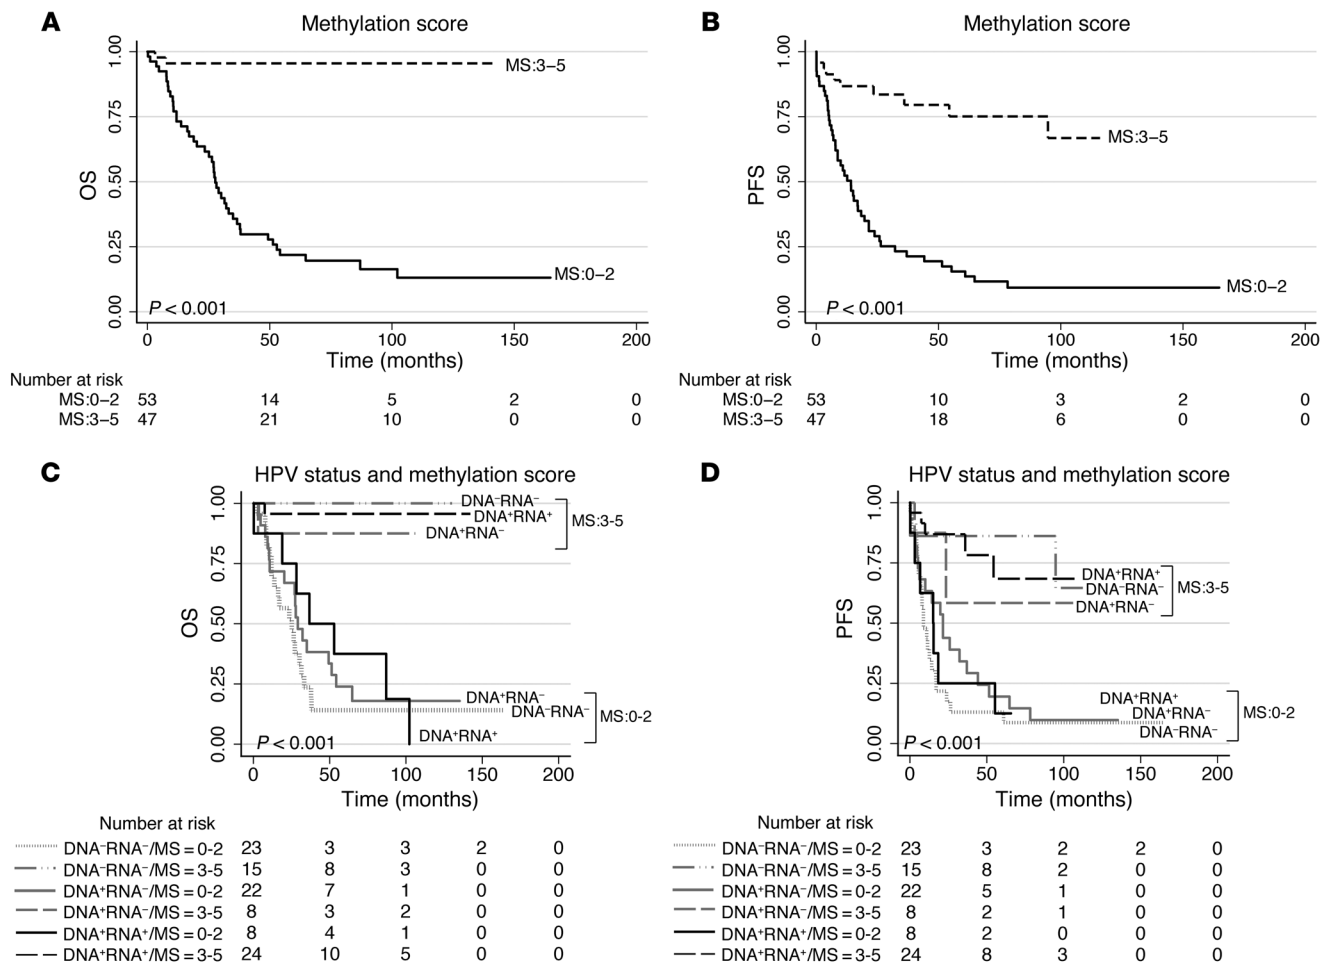 A
Methylation score
OS
1.00
0.75
0.50
0.25
0.00
MS:3–5
MS:0–2
P < 0.001
0 50 100 150 200
Time (months)
Number at risk
MS:0–2 53 14 5 2 0
MS:3–5 47 21 10 0 0
B
Methylation score
PFS
1.00
0.75
0.50
0.25
0.00
MS:3–5
MS:0–2
P < 0.001
0 50 100 150 200
Time (months)
Number at risk
MS:0–2 53 10 3 2 0
MS:3–5 47 18 6 0 0
C
HPV status and methylation score
OS
1.00
0.75
0.50
0.25
0.00
DNA⁻RNA⁻
DNA⁺RNA⁺
DNA⁺RNA⁻
MS:3-5
DNA⁺RNA⁻
DNA⁻RNA⁻
DNA⁺RNA⁺
MS:0-2
P < 0.001
0 50 100 150 200
Time (months)
Number at risk
DNA⁻RNA⁻/MS = 0-2 23 3 3 2 0
DNA⁻RNA⁻/MS = 3-5 15 8 3 0 0
DNA⁺RNA⁻/MS = 0-2 22 7 1 0 0
DNA⁺RNA⁻/MS = 3-5 8 3 2 0 0
DNA⁺RNA⁺/MS = 0-2 8 4 1 0 0
DNA⁺RNA⁺/MS = 3-5 24 10 5 0 0
D
HPV status and methylation score
PFS
1.00
0.75
0.50
0.25
0.00
DNA⁺RNA⁺
DNA⁻RNA⁻
DNA⁺RNA⁻
MS:3-5
DNA⁺RNA⁺
DNA⁺RNA⁻
DNA⁻RNA⁻
MS:0-2
P < 0.001
0 50 100 150 200
Time (months)
Number at risk
DNA⁻RNA⁻/MS = 0-2 23 3 2 2 0
DNA⁻RNA⁻/MS = 3-5 15 8 2 0 0
DNA⁺RNA⁻/MS = 0-2 22 5 1 0 0
DNA⁺RNA⁻/MS = 3-5 8 2 1 0 0
DNA⁺RNA⁺/MS = 0-2 8 2 0 0 0
DNA⁺RNA⁺/MS = 3-5 24 8 3 0 0